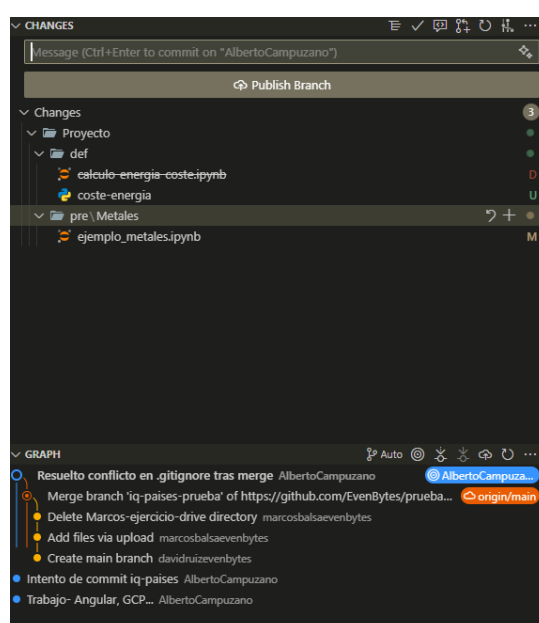 CHANGES
Message (Ctrl+Enter to commit on "AlbertoCampuzano")
Publish Branch
Changes 3
Proyecto
def
calculo-energia-coste.ipynb D
coste-energia U
pre\Metales
ejemplo_metales.ipynb M
GRAPH Auto
Resuelto conflicto en .gitignore tras merge AlbertoCampuzano AlbertoCampuza...
Merge branch 'iq-paises-prueba' of https://github.com/EvenBytes/prueba... origin/main
Delete Marcos-ejercicio-drive directory marcosbalsaevenbytes
Add files via upload marcosbalsaevenbytes
Create main branch davidruizevenbytes
Intento de commit iq-paises AlbertoCampuzano
Trabajo- Angular, GCP... AlbertoCampuzano